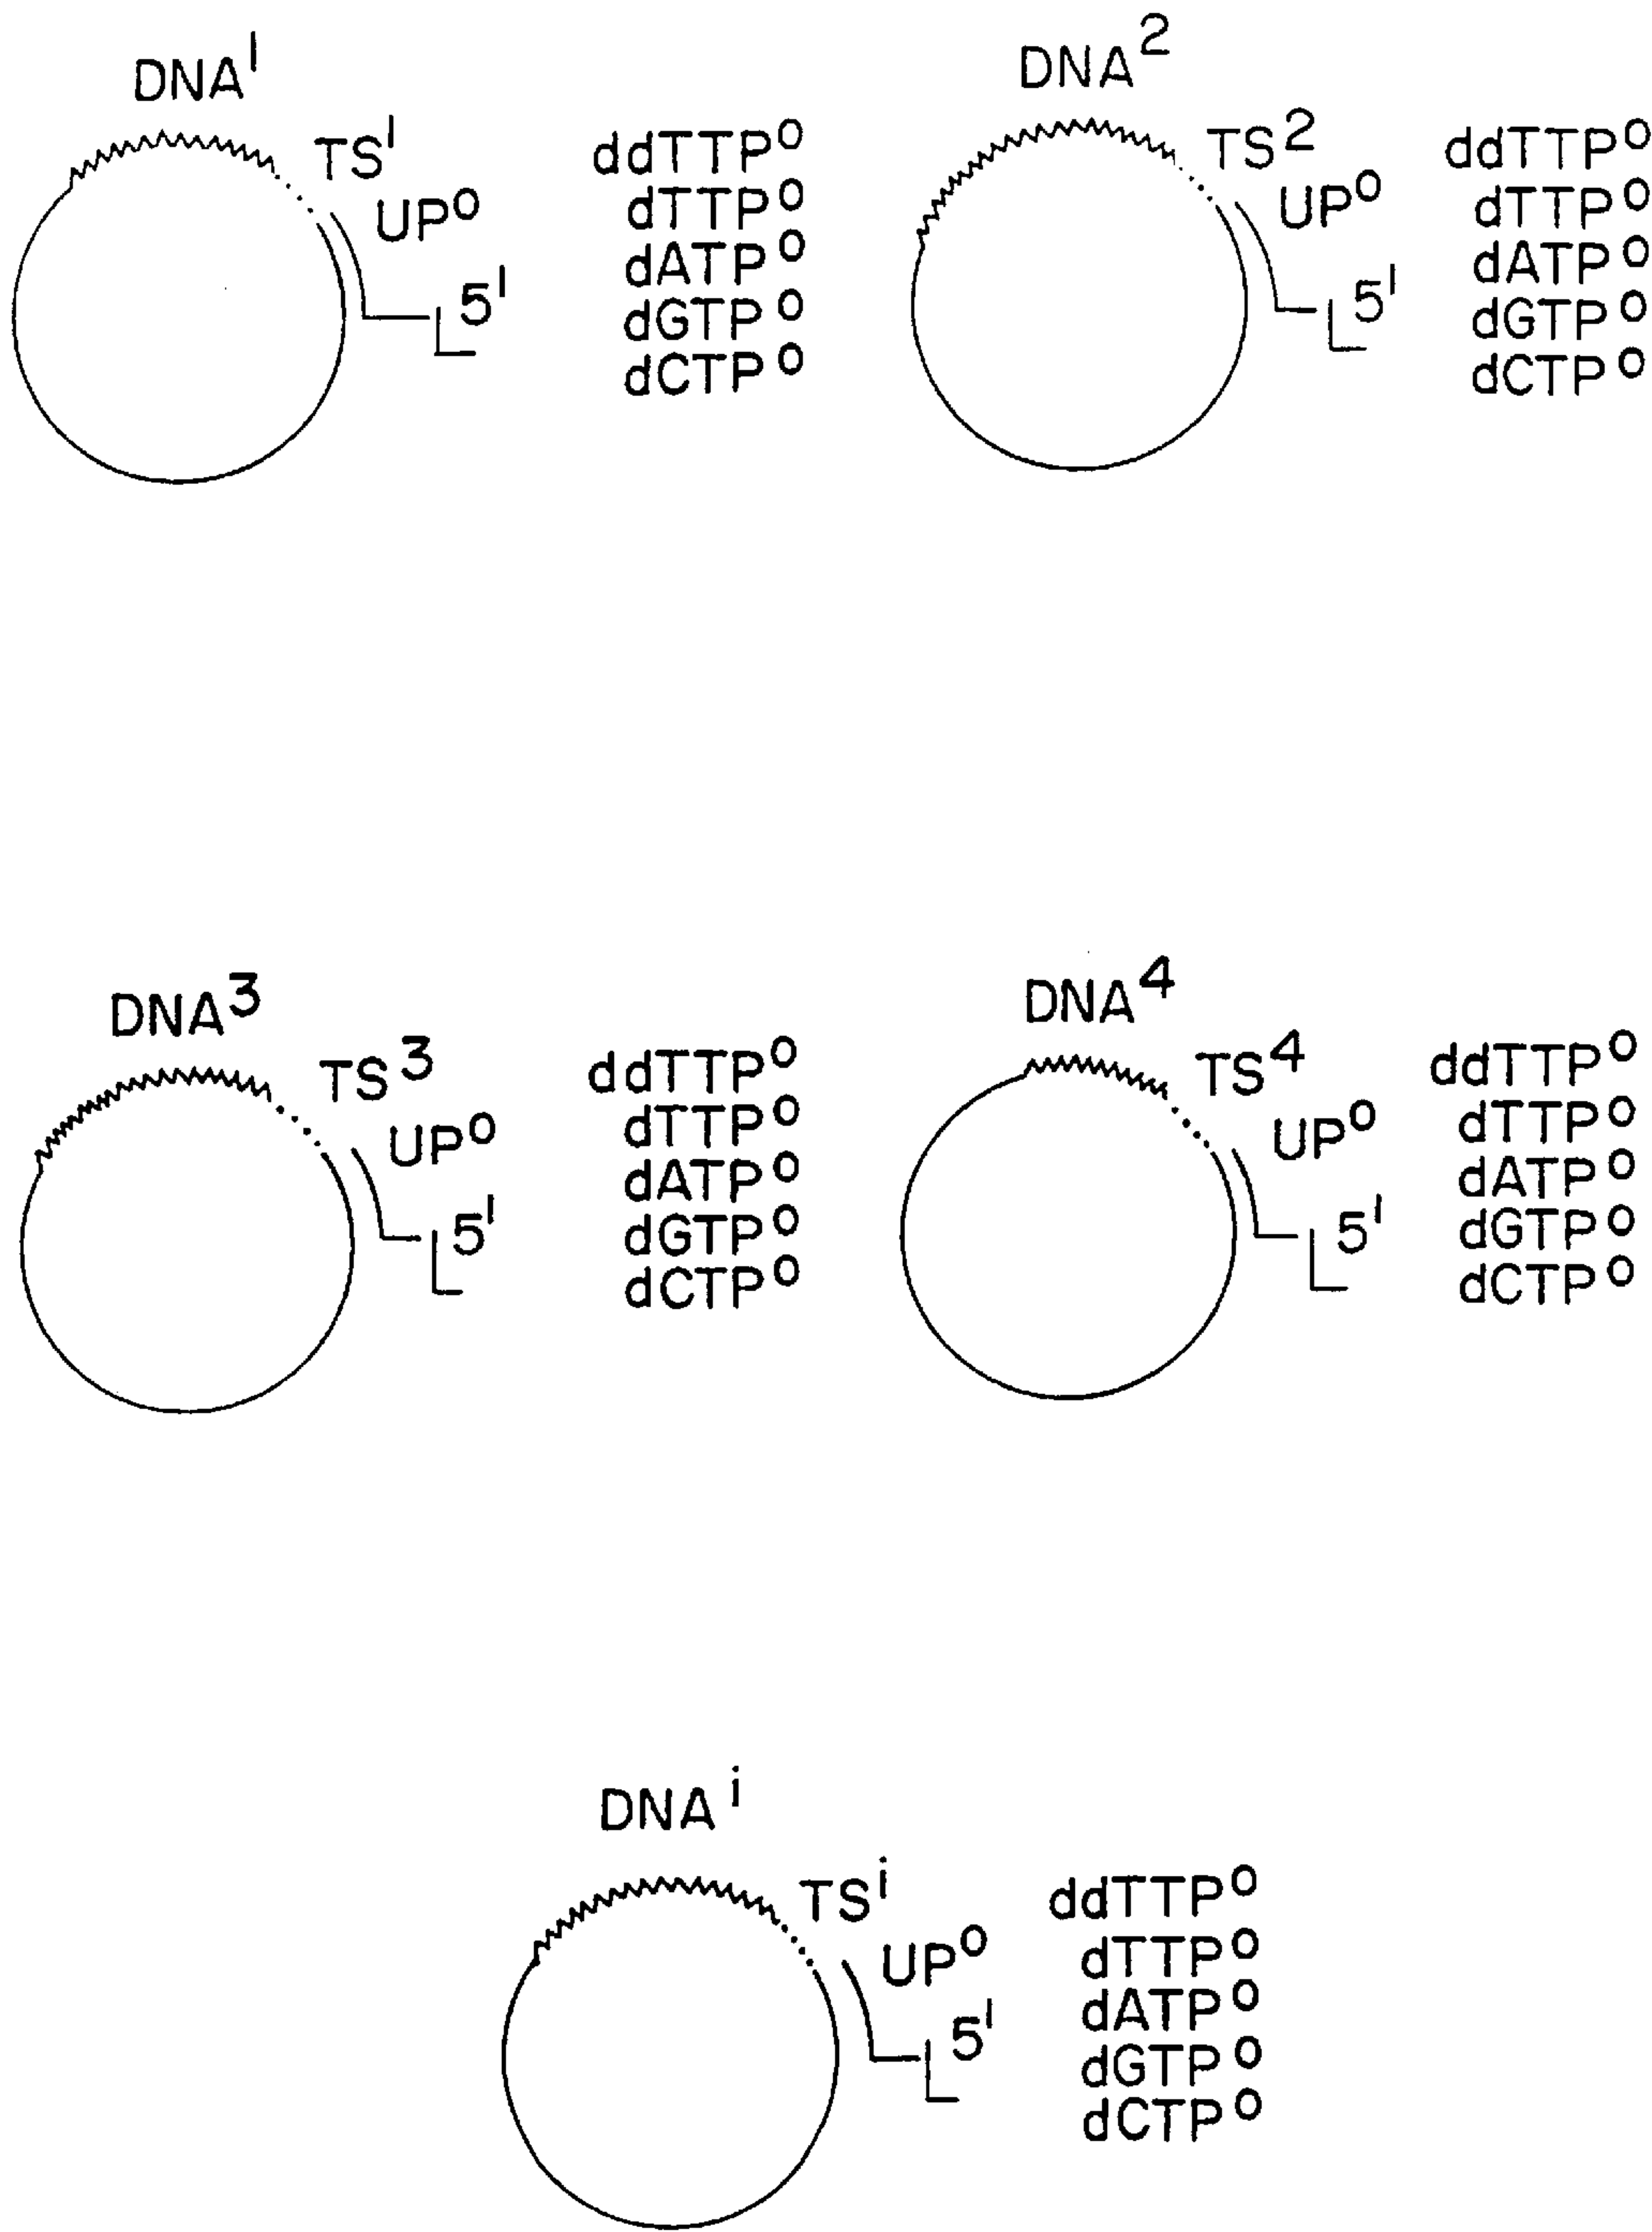 DNA¹
TS¹
UP⁰
5'
ddTTP⁰
dTTP⁰
dATP⁰
dGTP⁰
dCTP⁰
DNA²
TS²
UP⁰
5'
ddTTP⁰
dTTP⁰
dATP⁰
dGTP⁰
dCTP⁰
DNA³
TS³
UP⁰
5'
ddTTP⁰
dTTP⁰
dATP⁰
dGTP⁰
dCTP⁰
DNA⁴
TS⁴
UP⁰
5'
ddTTP⁰
dTTP⁰
dATP⁰
dGTP⁰
dCTP⁰
DNAⁱ
TSⁱ
UP⁰
5'
ddTTP⁰
dTTP⁰
dATP⁰
dGTP⁰
dCTP⁰